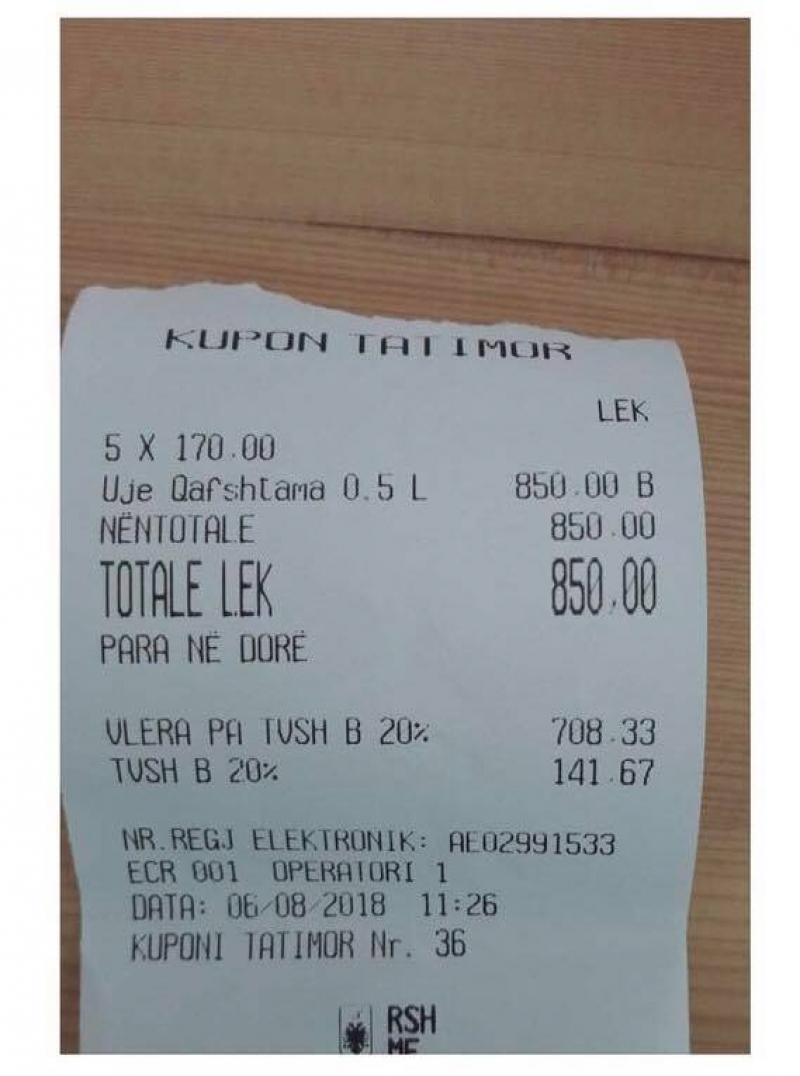 KUPON TATIMOR
LEK
5 X 170.00
Uje Qafshtama 0.5 L 850.00 B
NËNTOTALE 850.00
TOTALE LEK 850.00
PARA NË DORË
VLERA PA TVSH B 20% 708.33
TVSH B 20% 141.67
NR.REGJ ELEKTRONIK: AE02991533
ECR 001 OPERATORI 1
DATA: 06/08/2018 11:26
KUPONI TATIMOR Nr. 36
RSH
MF